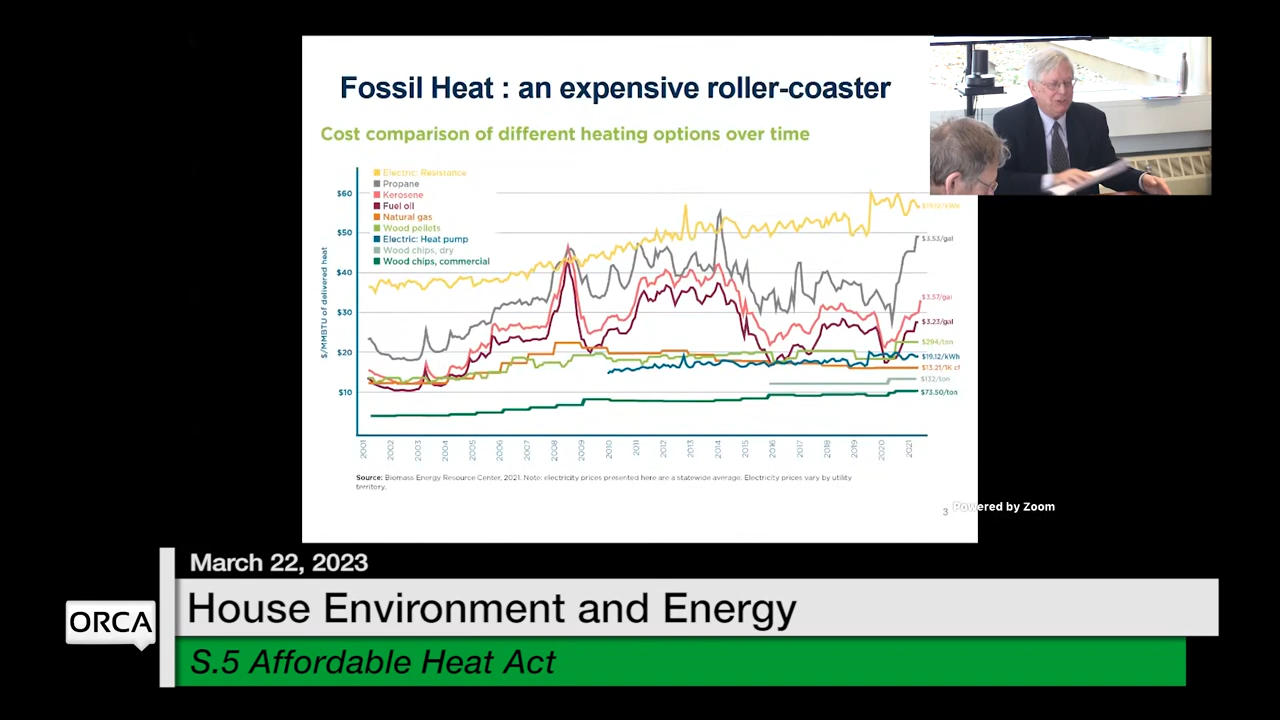 Fossil Heat : an expensive roller-coaster
Cost comparison of different heating options over time
Electric: Resistance
Propane
Kerosene
Fuel oil
Natural gas
Wood pellets
Electric: Heat pump
Wood chips, dry
Wood chips, commercial
$/MMBTU of delivered heat
$60
$50
$40
$30
$20
$10
$19.12/kWh
$3.53/gal
$3.57/gal
$3.23/gal
$294/ton
$19.12/kWh
$13.21/1K cf
$132/ton
$73.50/ton
2001 2002 2003 2004 2005 2006 2007 2008 2009 2010 2011 2012 2013 2014 2015 2016 2017 2018 2019 2020 2021
Source: Biomass Energy Resource Center, 2021. Note: electricity prices presented here are a statewide average. Electricity prices vary by utility
territory.
3
Powered by Zoom
March 22, 2023
House Environment and Energy
ORCA
S.5 Affordable Heat Act